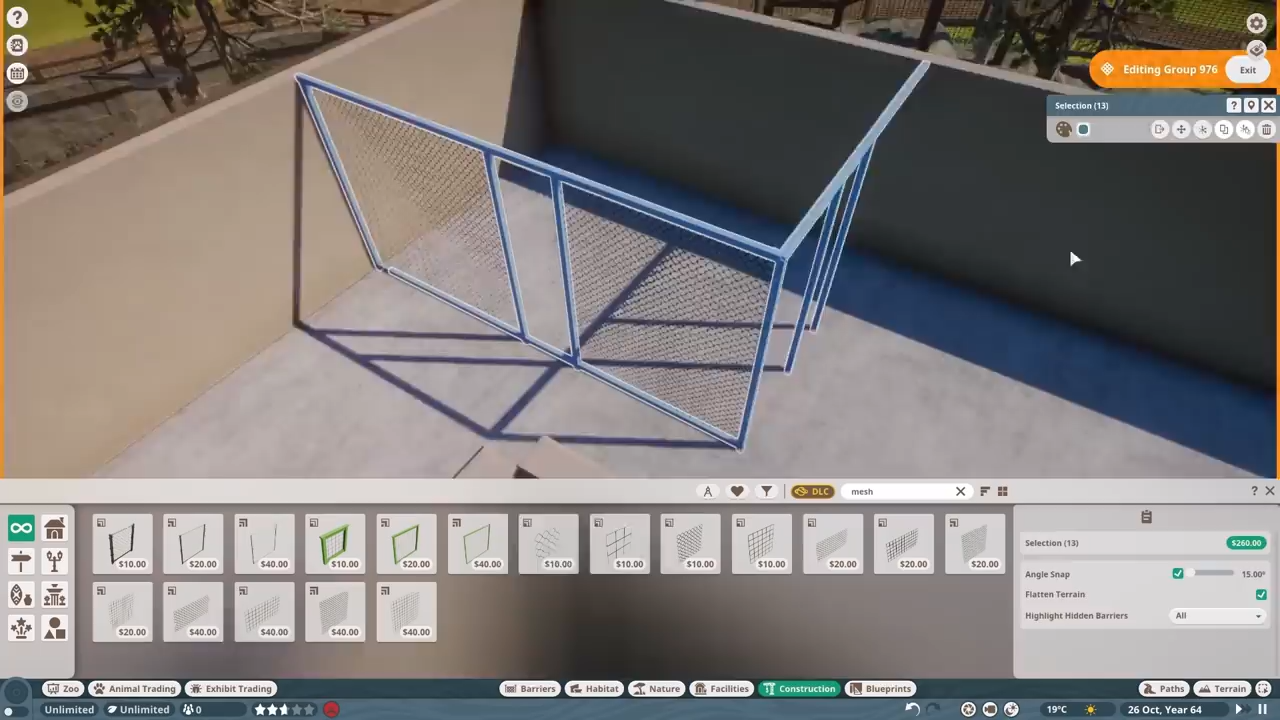 Editing Group 976
Exit
Selection (13)
?
DLC
mesh
?
$10.00
$20.00
$40.00
$10.00
$20.00
$40.00
$10.00
$10.00
$10.00
$10.00
$20.00
$20.00
$20.00
$20.00
$40.00
$40.00
$40.00
$40.00
Selection (13)
$260.00
Angle Snap
15.00°
Flatten Terrain
Highlight Hidden Barriers
All
Zoo
Animal Trading
Exhibit Trading
Barriers
Habitat
Nature
Facilities
Construction
Blueprints
Paths
Terrain
Unlimited
Unlimited
0
19°C
26 Oct, Year 64